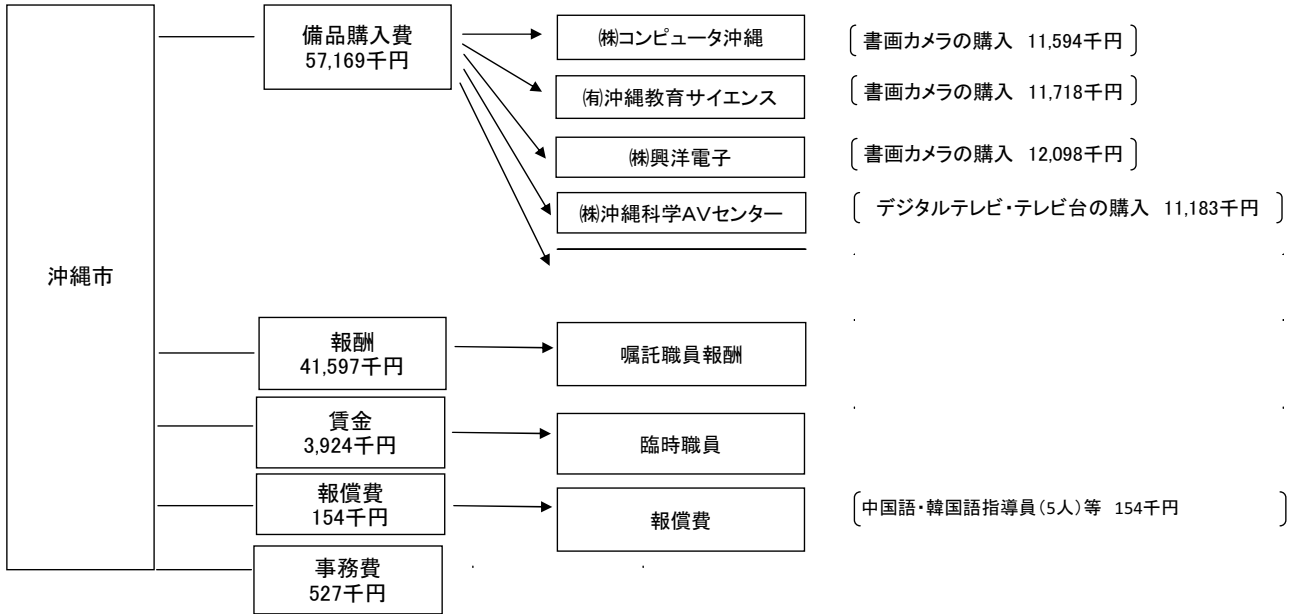 沖縄市
備品購入費
57,169千円
㈱コンピュータ沖縄
書画カメラの購入 11,594千円
㈲沖縄教育サイエンス
書画カメラの購入 11,718千円
㈱興洋電子
書画カメラの購入 12,098千円
㈱沖縄科学AVセンター
デジタルテレビ・テレビ台の購入 11,183千円
報酬
41,597千円
嘱託職員報酬
賃金
3,924千円
臨時職員
報償費
154千円
報償費
中国語・韓国語指導員(5人)等 154千円
事務費
527千円